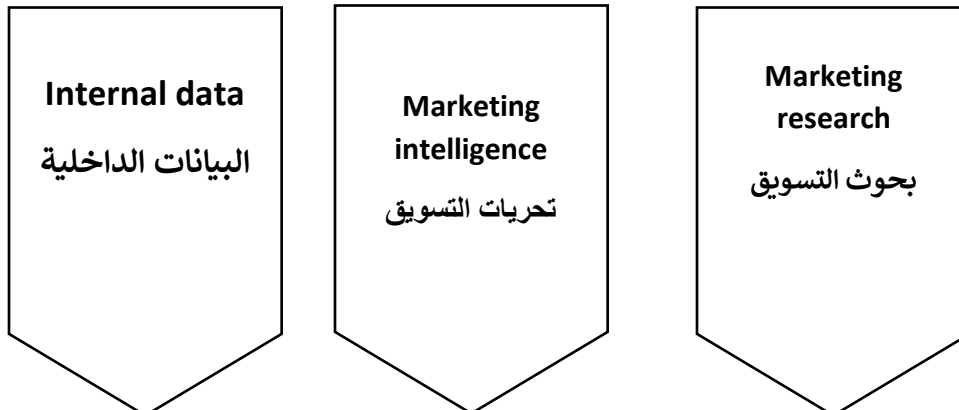 Internal data
البيانات الداخلية
Marketing
intelligence
تحريات التسويق
Marketing
research
بحوث التسويق